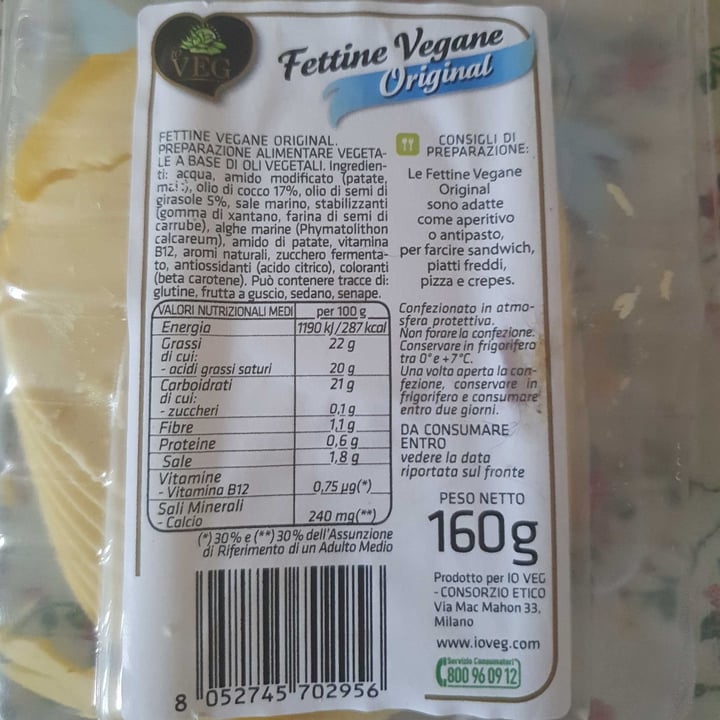 io
VEG
Fettine Vegane
Original
FETTINE VEGANE ORIGINAL.
PREPARAZIONE ALIMENTARE VEGETA-
LE A BASE DI OLI VEGETALI. Ingredien-
ti: acqua, amido modificato (patate,
mais), olio di cocco 17%, olio di semi di
girasole 5%, sale marino, stabilizzanti
(gomma di xantano, farina di semi di
carrube), alghe marine (Phymatolithon
calcareum), amido di patate, vitamina
B12, aromi naturali, zucchero fermenta-
to, antiossidanti (acido citrico), coloranti
(beta carotene). Può contenere tracce di:
glutine, frutta a guscio, sedano, senape.
VALORI NUTRIZIONALI MEDI per 100 g
Energia 1190 kJ/287 kcal
Grassi 22 g
di cui:
- acidi grassi saturi 20 g
Carboidrati 21 g
di cui:
- zuccheri 0,1 g
Fibre 1,1 g
Proteine 0,6 g
Sale 1,8 g
Vitamine
- Vitamina B12 0,75 µg(*)
Sali Minerali
- Calcio 240 mg(**)
(*) 30% e (**) 30% dell'Assunzione
di Riferimento di un Adulto Medio
8 052745 702956
CONSIGLI DI
PREPARAZIONE:
Le Fettine Vegane
Original
sono adatte
come aperitivo
o antipasto,
per farcire sandwich,
piatti freddi,
pizza e crepes.
Confezionato in atmo-
sfera protettiva.
Non forare la confezione.
Conservare in frigorifero
tra 0° e +7°C.
Una volta aperta la con-
fezione, conservare in
frigorifero e consumare
entro due giorni.
DA CONSUMARE
ENTRO
vedere la data
riportata sul fronte
PESO NETTO
160g
Prodotto per IO VEG
- CONSORZIO ETICO
Via Mac Mahon 33,
Milano
www.ioveg.com
Servizio Consumatori
800 96 09 12